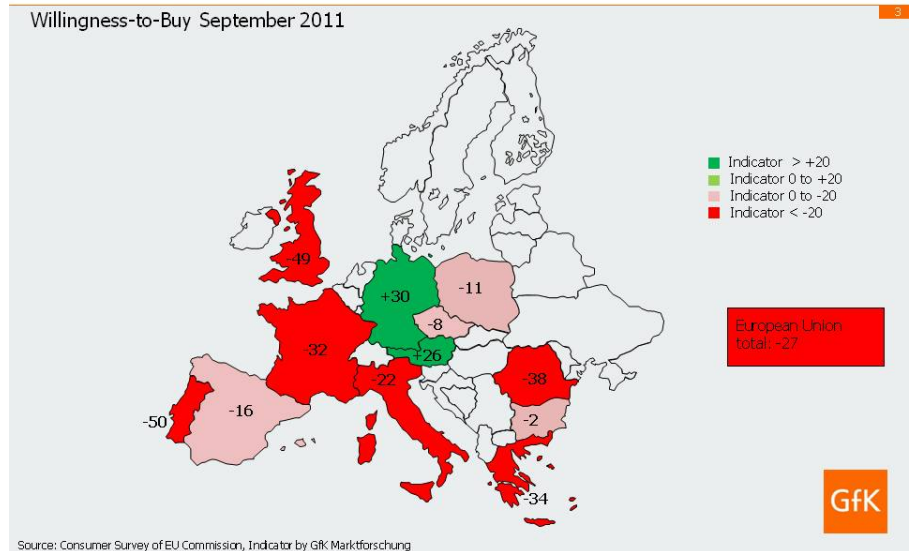 3
Willingness-to-Buy September 2011
Indicator > +20
Indicator 0 to +20
Indicator 0 to -20
Indicator < -20
-49
+30
-11
-8
European Union
total: -27
-32
+26
-22
-38
-16
-2
-50
-34
GfK
Source: Consumer Survey of EU Commission, Indicator by GfK Marktforschung